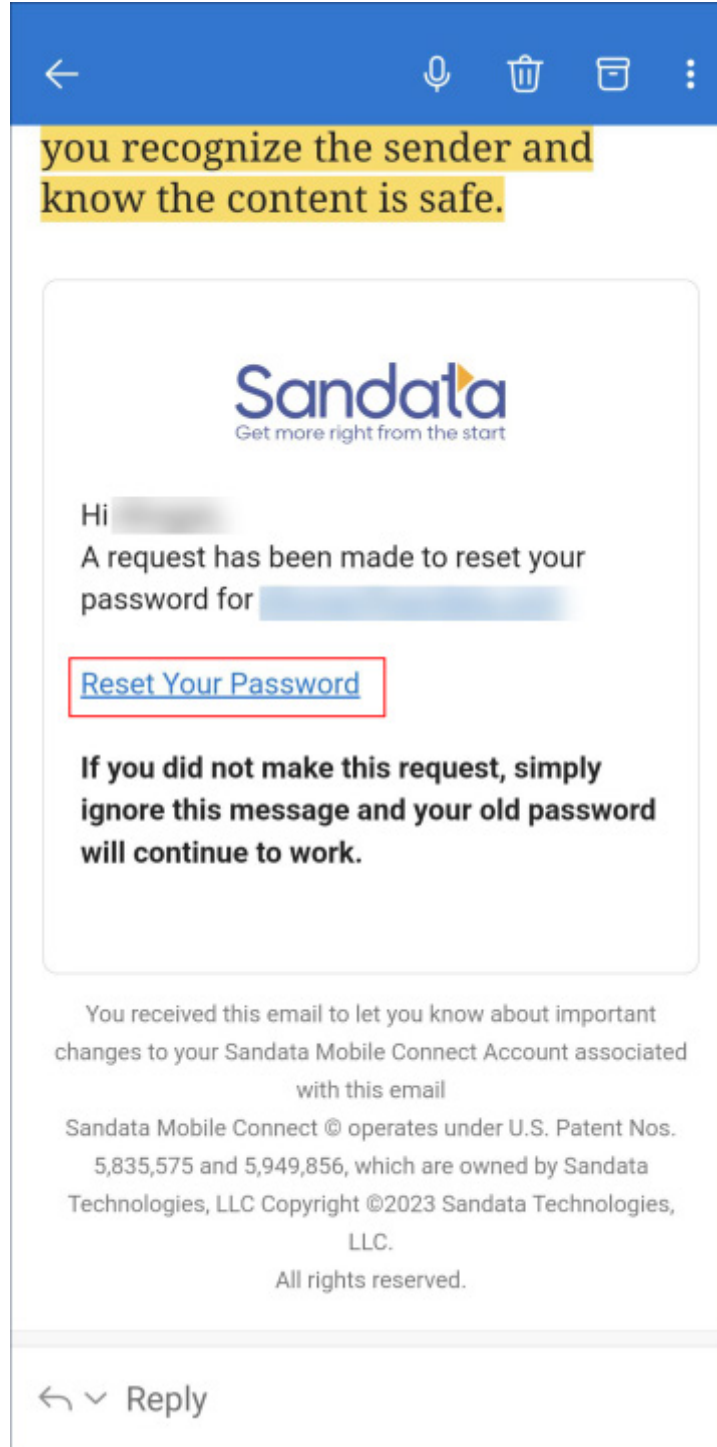 you recognize the sender and
know the content is safe.
Sandata
Get more right from the start
Hi
A request has been made to reset your
password for
Reset Your Password
If you did not make this request, simply
ignore this message and your old password
will continue to work.
You received this email to let you know about important
changes to your Sandata Mobile Connect Account associated
with this email
Sandata Mobile Connect © operates under U.S. Patent Nos.
5,835,575 and 5,949,856, which are owned by Sandata
Technologies, LLC Copyright ©2023 Sandata Technologies,
LLC.
All rights reserved.
Reply